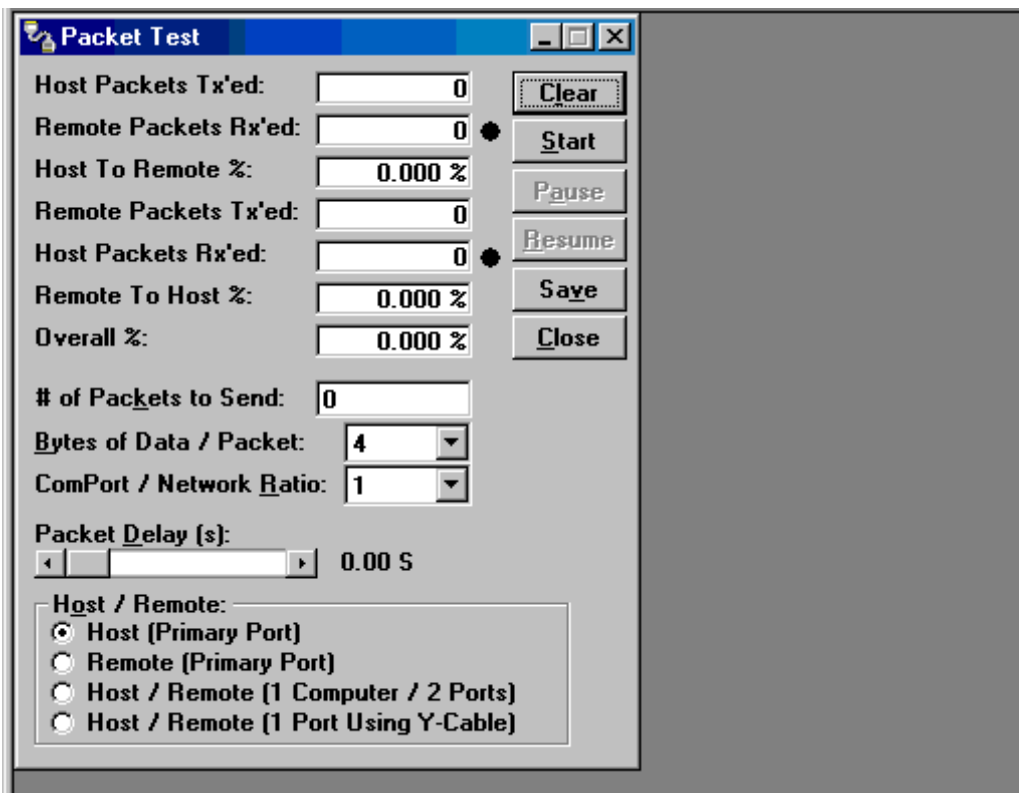 Packet Test
Host Packets Tx'ed: 0
Clear
Remote Packets Rx'ed: 0
Start
Host To Remote %: 0.000 %
Pause
Remote Packets Tx'ed: 0
Resume
Host Packets Rx'ed: 0
Remote To Host %: 0.000 %
Save
Overall %: 0.000 %
Close
# of Packets to Send: 0
Bytes of Data / Packet: 4
ComPort / Network Ratio: 1
Packet Delay (s):
0.00 S
Host / Remote:
Host (Primary Port)
Remote (Primary Port)
Host / Remote (1 Computer / 2 Ports)
Host / Remote (1 Port Using Y-Cable)